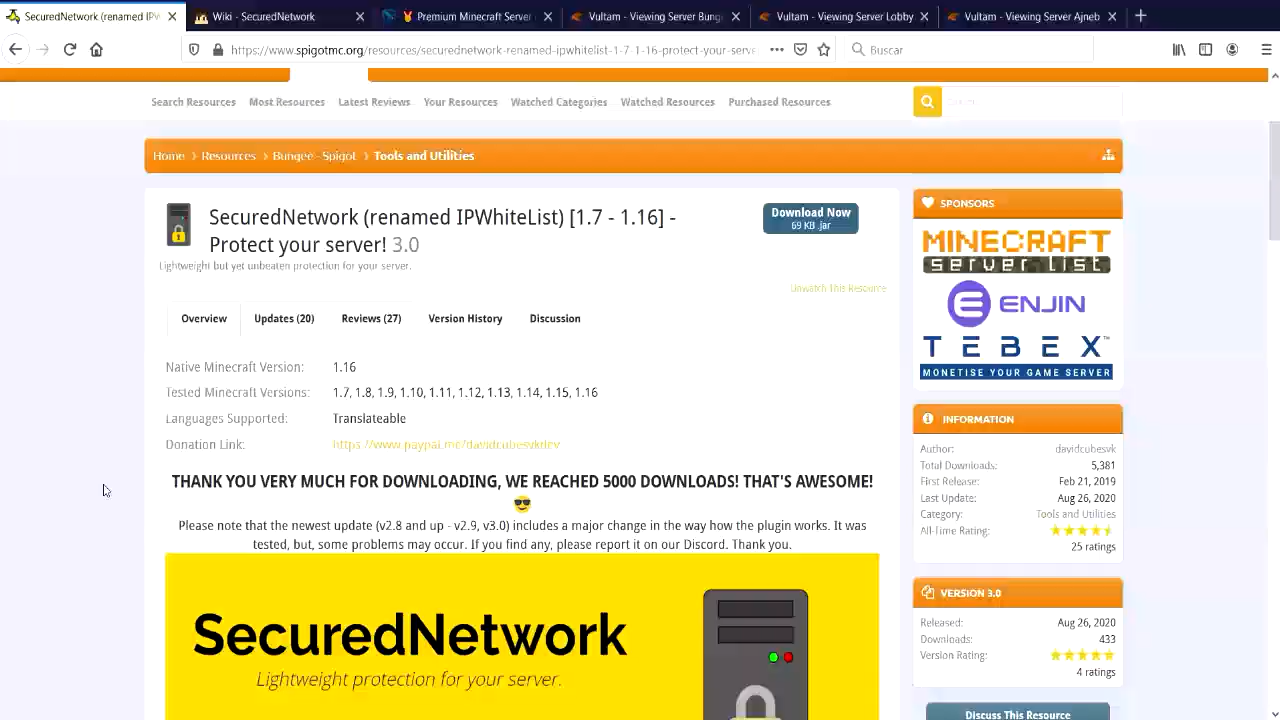 SecuredNetwork (renamed IPW
Wiki - SecuredNetwork
Premium Minecraft Server
Vultam - Viewing Server Bung
Vultam - Viewing Server Lobby
Vultam - Viewing Server Ajneb
https://www.spigotmc.org/resources/securednetwork-renamed-ipwhitelist-1-7-1-16-protect-your-serve
Buscar
Search Resources
Most Resources
Latest Reviews
Your Resources
Watched Categories
Watched Resources
Purchased Resources
Home
Resources
Bungee - Spigot
Tools and Utilities
SecuredNetwork (renamed IPWhiteList) [1.7 - 1.16] -
Protect your server! 3.0
Lightweight but yet unbeaten protection for your server.
Download Now
69 KB .jar
Unwatch This Resource
Overview
Updates (20)
Reviews (27)
Version History
Discussion
Native Minecraft Version: 1.16
Tested Minecraft Versions: 1.7, 1.8, 1.9, 1.10, 1.11, 1.12, 1.13, 1.14, 1.15, 1.16
Languages Supported: Translateable
Donation Link: https://www.paypal.me/davidcubesvkdev
THANK YOU VERY MUCH FOR DOWNLOADING, WE REACHED 5000 DOWNLOADS! THAT'S AWESOME!
😎
Please note that the newest update (v2.8 and up - v2.9, v3.0) includes a major change in the way how the plugin works. It was
tested, but, some problems may occur. If you find any, please report it on our Discord. Thank you.
SecuredNetwork
Lightweight protection for your server.
SPONSORS
MINECRAFT
server list
ENJIN
TEBEX™
MONETISE YOUR GAME SERVER
INFORMATION
Author: davidcubesvk
Total Downloads: 5,381
First Release: Feb 21, 2019
Last Update: Aug 26, 2020
Category: Tools and Utilities
All-Time Rating:
25 ratings
VERSION 3.0
Released: Aug 26, 2020
Downloads: 433
Version Rating:
4 ratings
Discuss This Resource